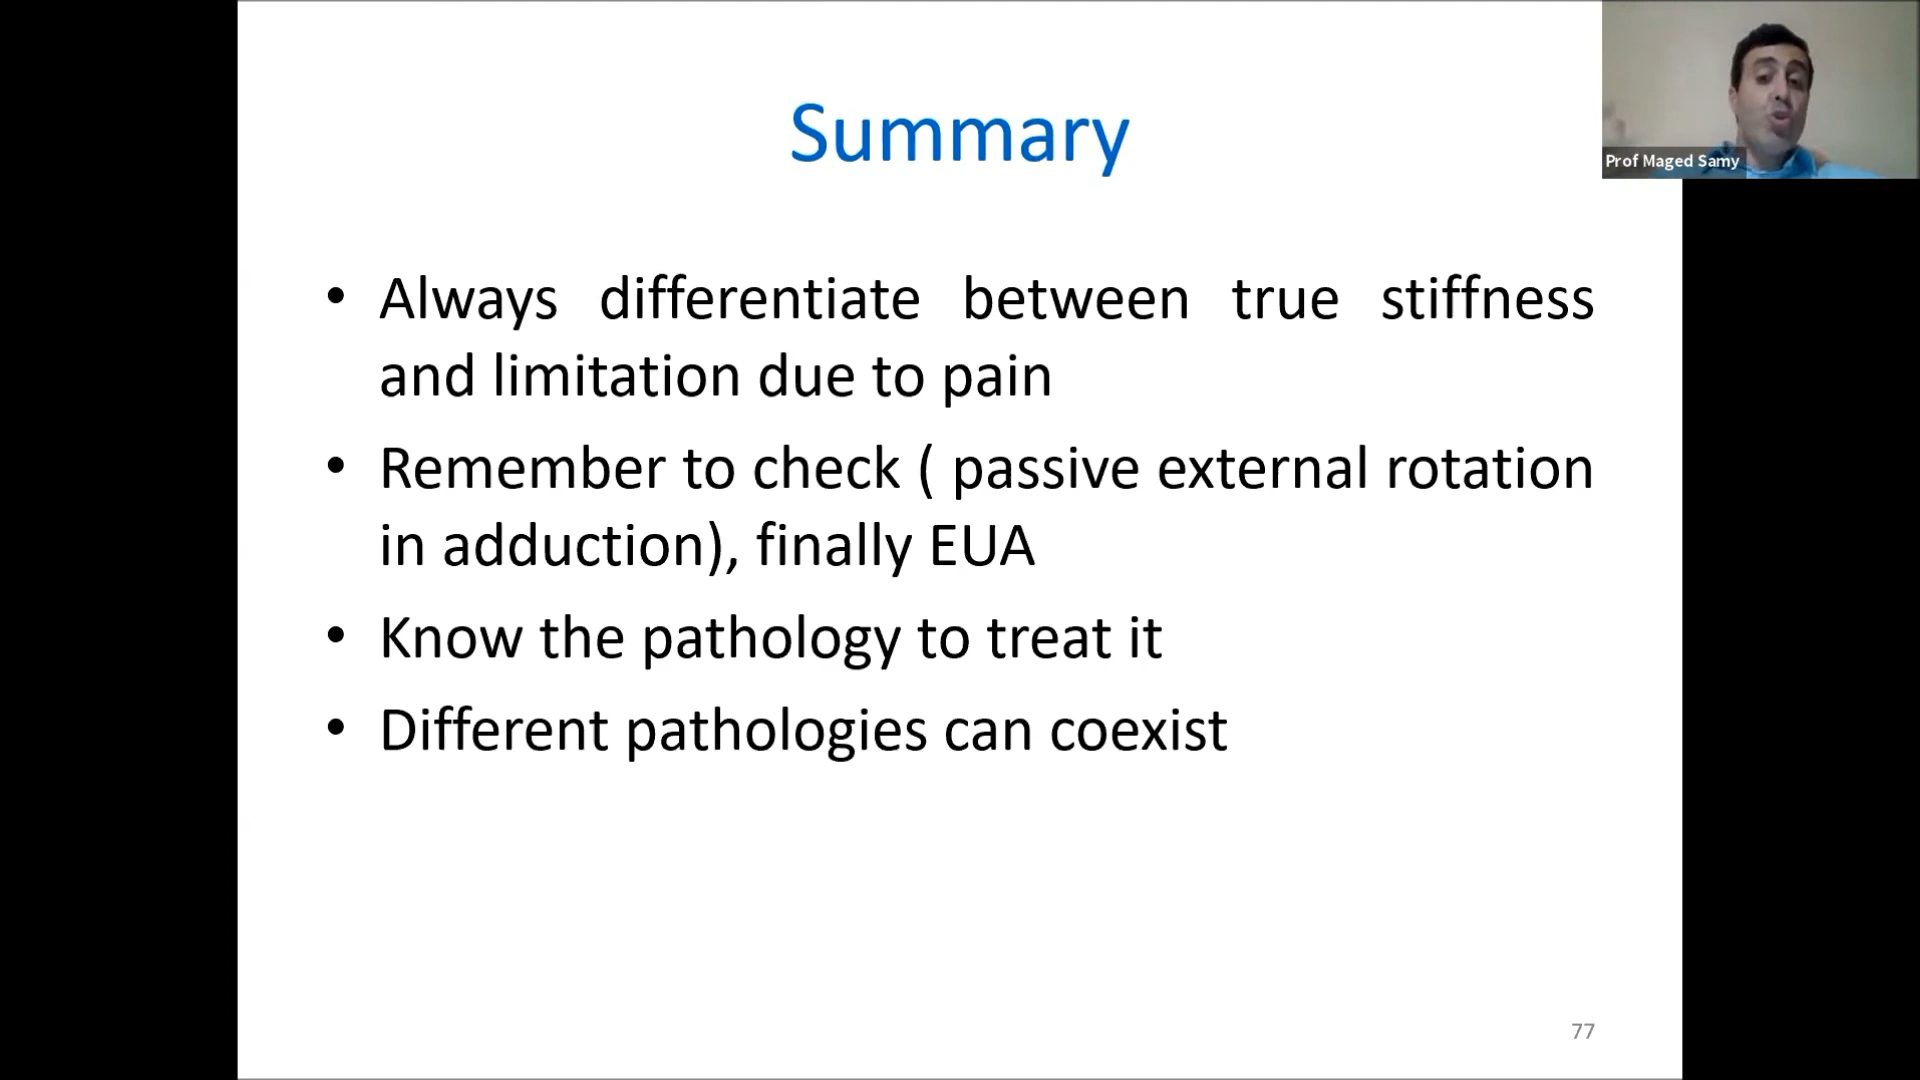 Summary
Prof Maged Samy
• Always differentiate between true stiffness
and limitation due to pain
• Remember to check ( passive external rotation
in adduction), finally EUA
• Know the pathology to treat it
• Different pathologies can coexist
77